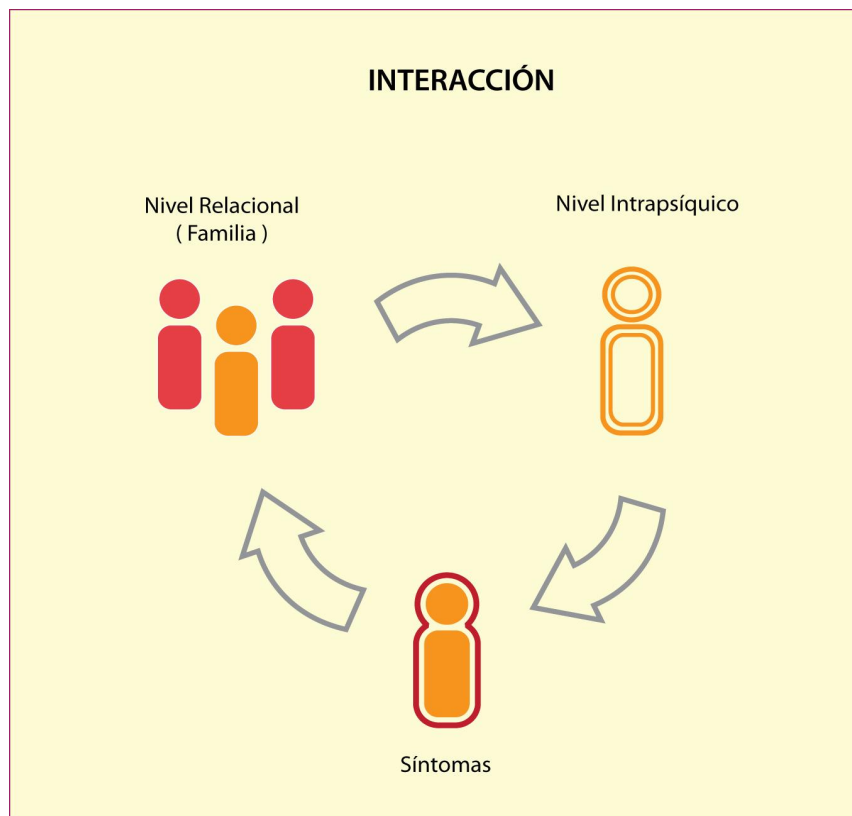 INTERACCIÓN
Nivel Relacional
( Familia )
Nivel Intrapsíquico
Síntomas